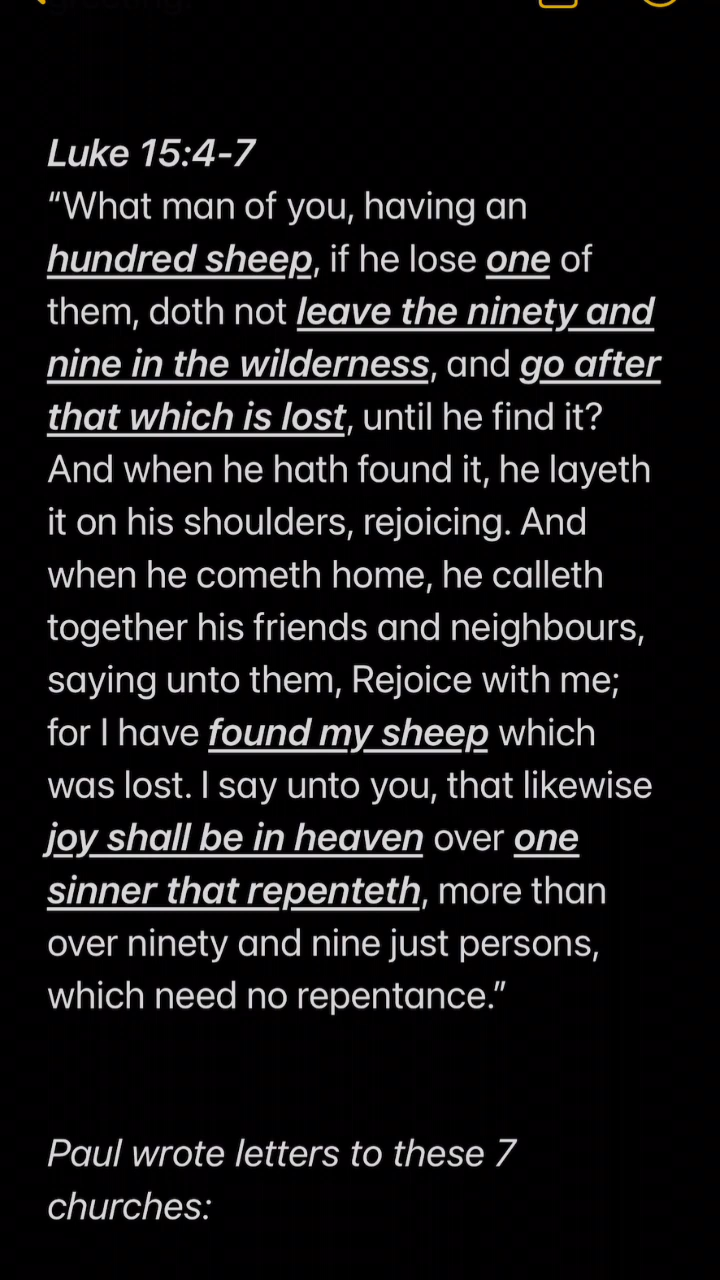 Luke 15:4-7
“What man of you, having an
hundred sheep, if he lose one of
them, doth not leave the ninety and
nine in the wilderness, and go after
that which is lost, until he find it?
And when he hath found it, he layeth
it on his shoulders, rejoicing. And
when he cometh home, he calleth
together his friends and neighbours,
saying unto them, Rejoice with me;
for I have found my sheep which
was lost. I say unto you, that likewise
joy shall be in heaven over one
sinner that repenteth, more than
over ninety and nine just persons,
which need no repentance.”
Paul wrote letters to these 7
churches: